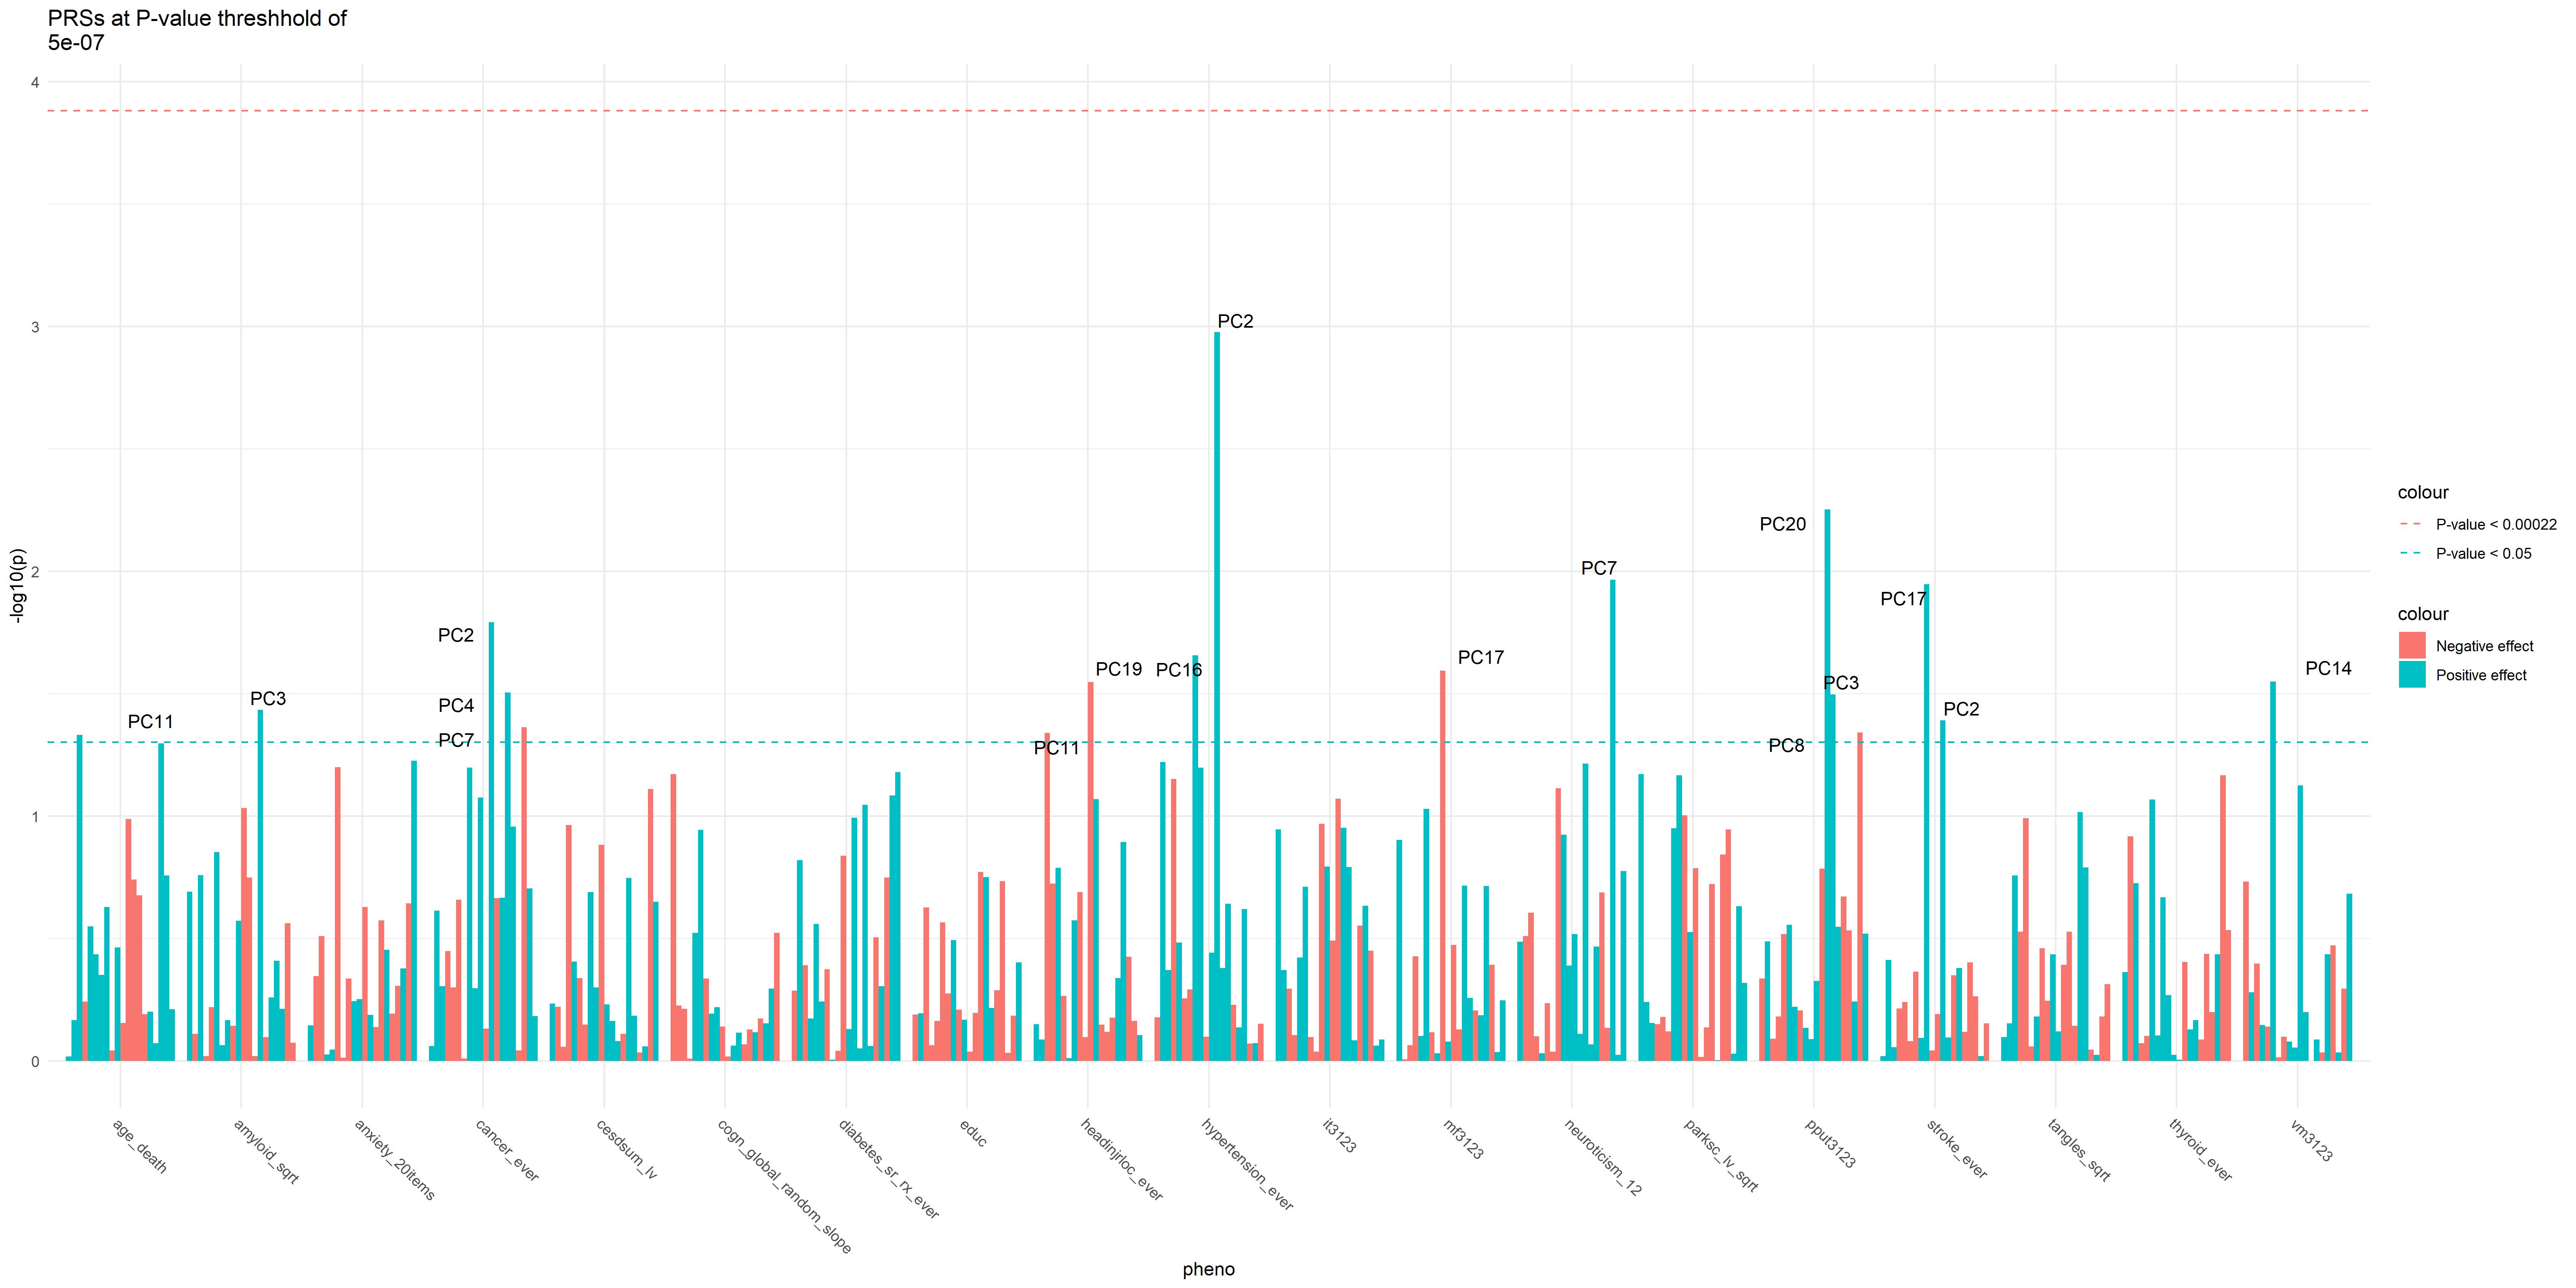 PRSs at P-value threshhold of
5e-07
4
3
2
1
0
-log10(p)
PC11
PC3
PC2
PC4
PC7
PC11
PC19
PC16
PC2
PC17
PC7
PC20
PC3
PC8
PC17
PC2
PC14
age_death
amyloid_sqrt
anxiety_20items
cancer_ever
cesdsum_lv
cogn_global_random_slope
diabetes_sr_rx_ever
educ
headinjrloc_ever
hypertension_ever
it3123
mf3123
neuroticism_12
parksc_lv_sqrt
pput3123
stroke_ever
tangles_sqrt
thyroid_ever
vm3123
pheno
colour
P-value < 0.00022
P-value < 0.05
colour
Negative effect
Positive effect